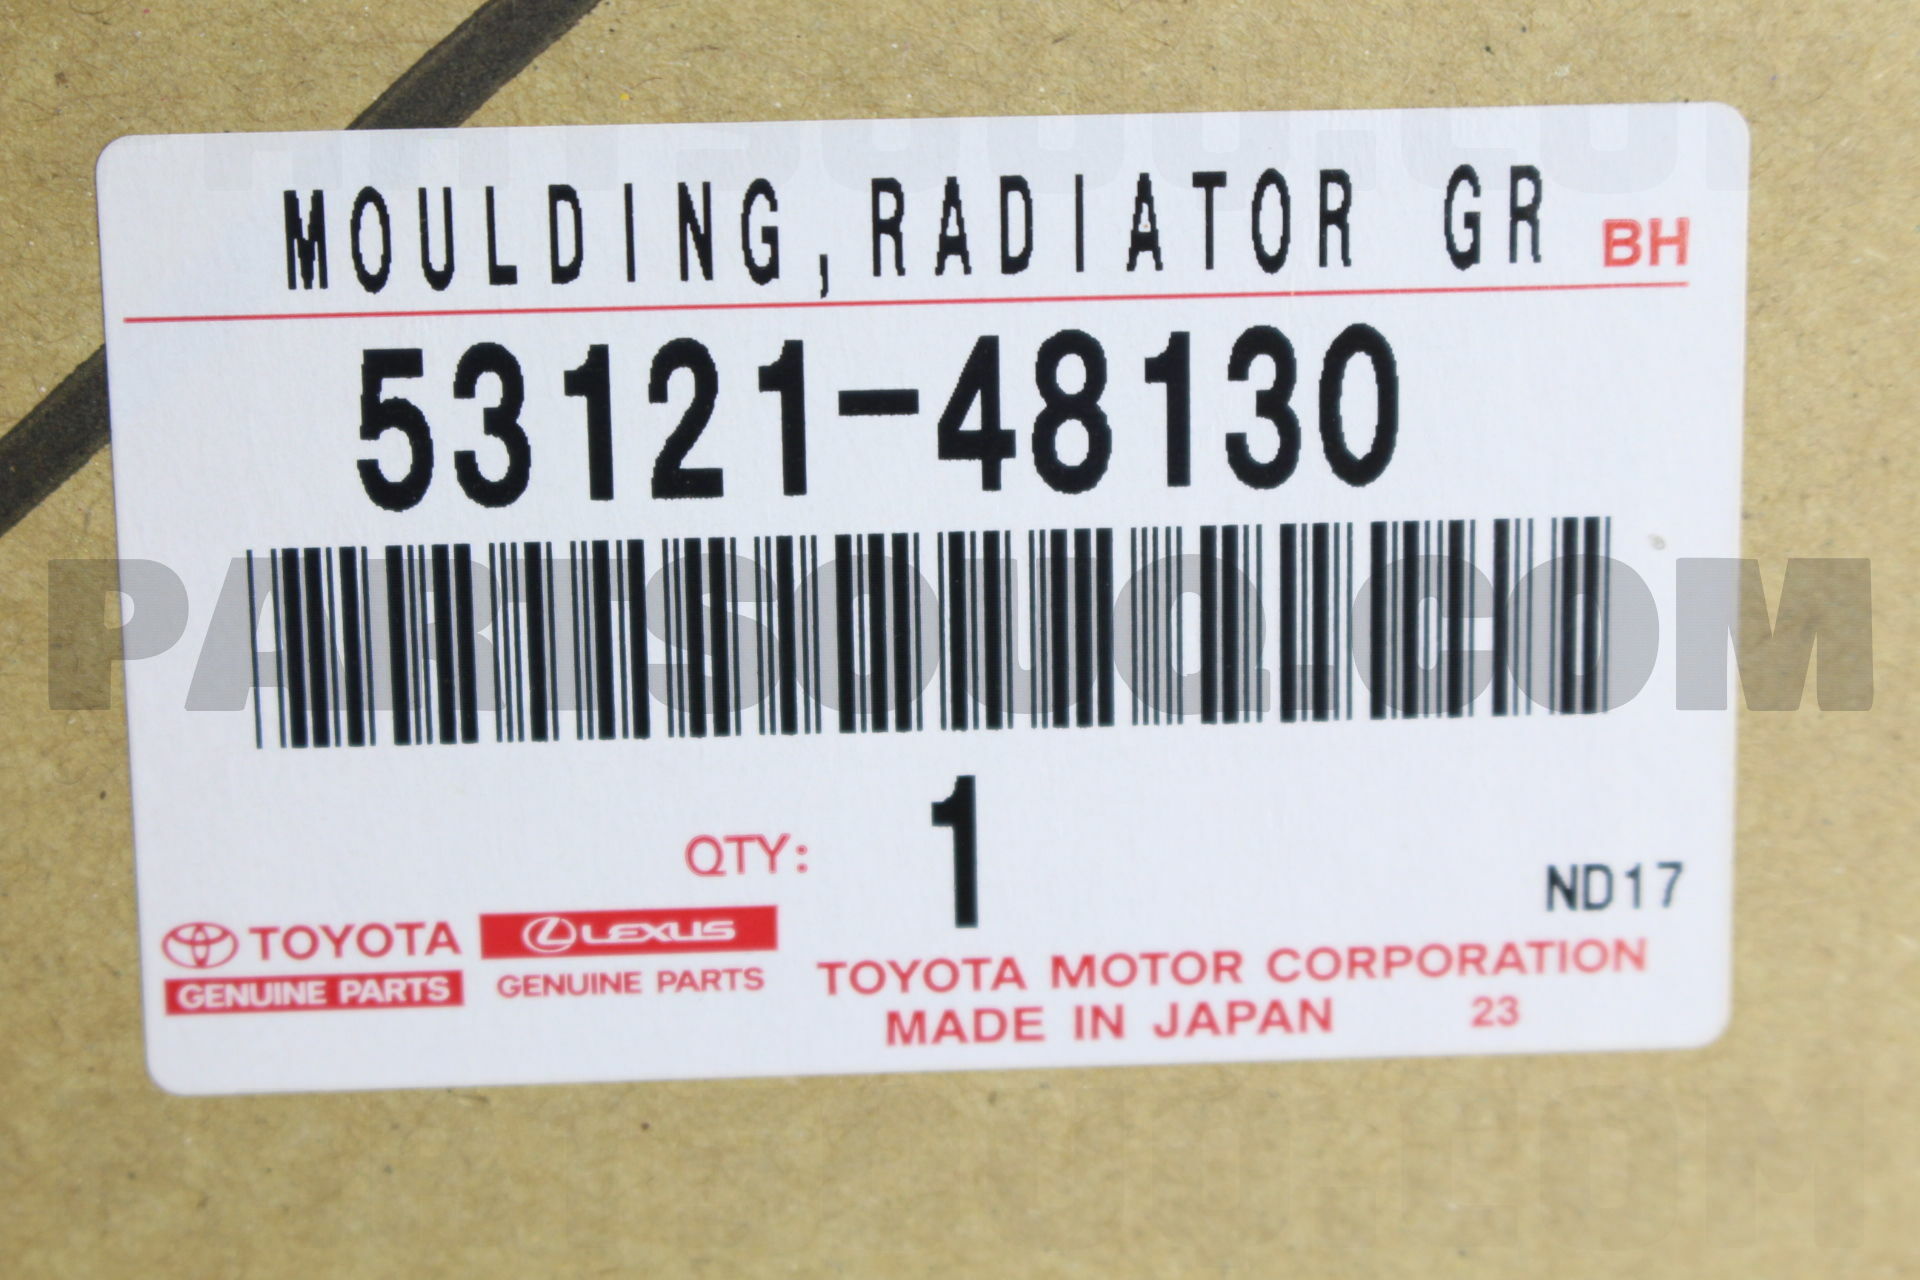 MOULDING,RADIATOR GR BH
53121-48130
PARTSOUQ.COM
QTY: 1
ND17
TOYOTA
GENUINE PARTS
LEXUS
GENUINE PARTS
TOYOTA MOTOR CORPORATION
MADE IN JAPAN 23